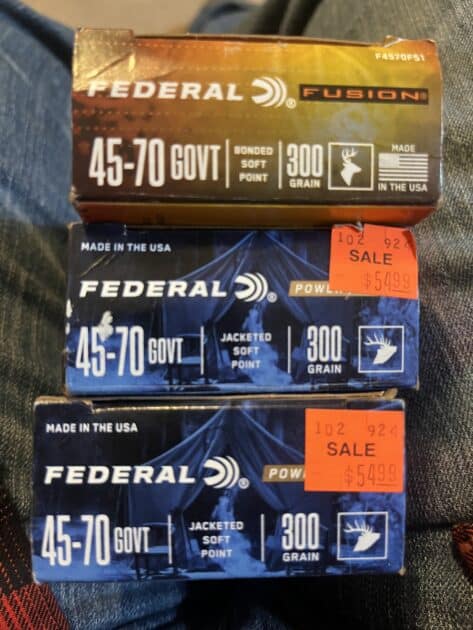 F4570FS1
FEDERAL® FUSION®
45-70 GOVT
BONDED
SOFT
POINT
300
GRAIN
MADE
IN THE USA
MADE IN THE USA
102 924
SALE
$54.99
FEDERAL®
POWER
45-70 GOVT
JACKETED
SOFT
POINT
300
GRAIN
MADE IN THE USA
102 924
SALE
$54.99
FEDERAL®
POW
45-70 GOVT
JACKETED
SOFT
POINT
300
GRAIN